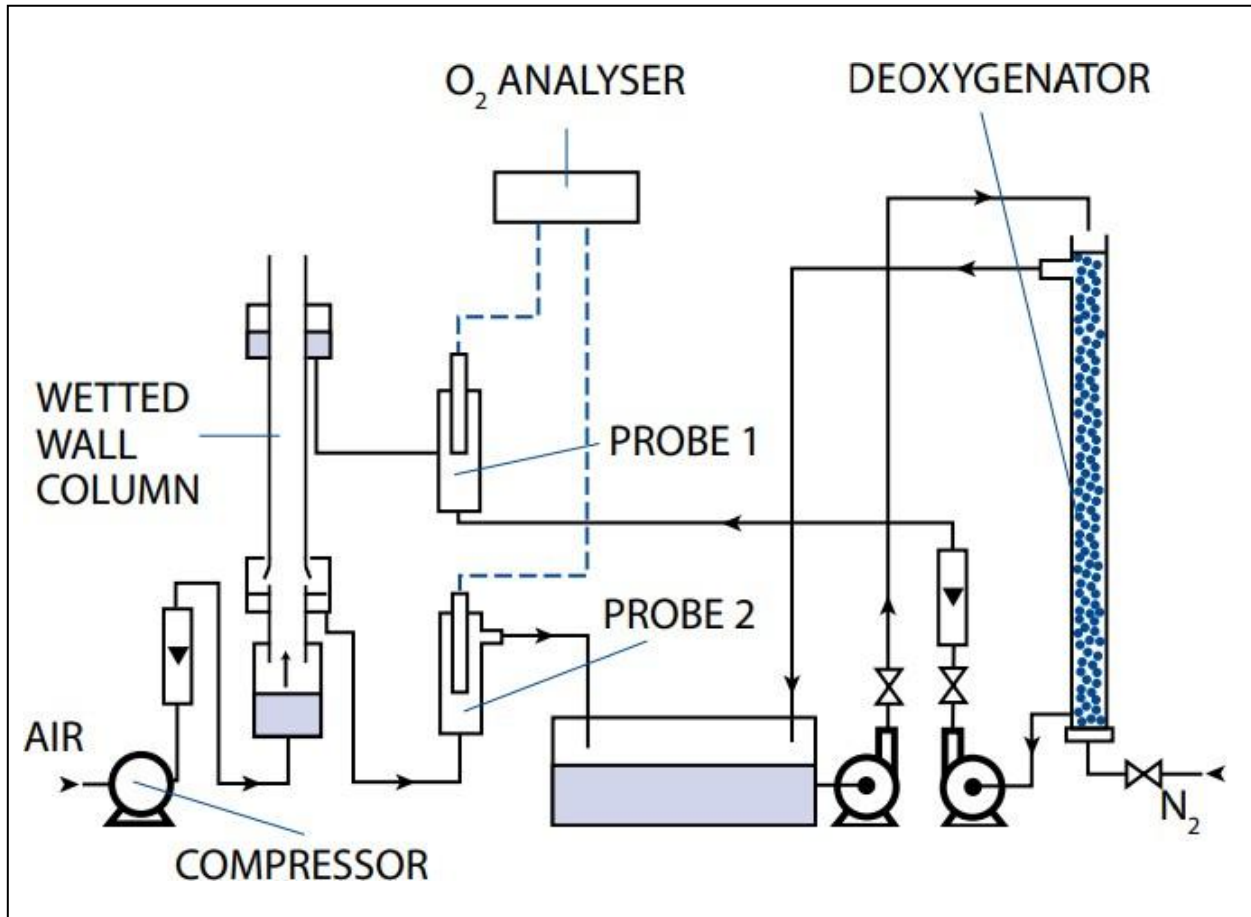 O₂ ANALYSER
DEOXYGENATOR
WETTED
WALL
COLUMN
PROBE 1
PROBE 2
AIR
N₂
COMPRESSOR